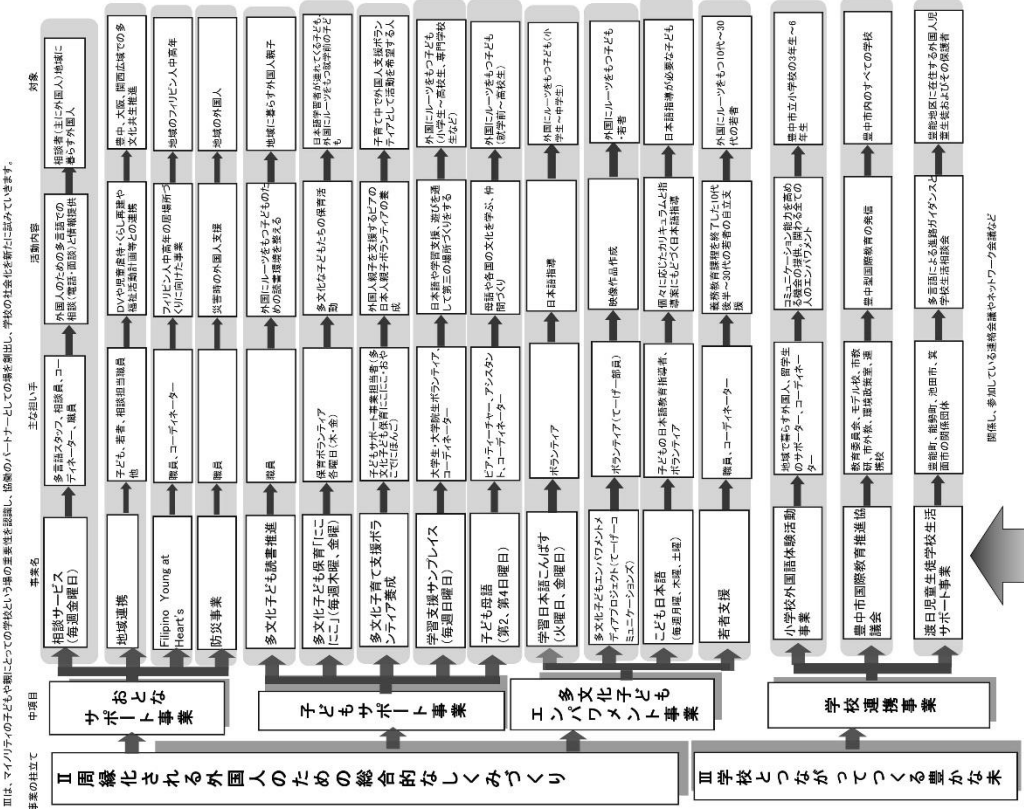 Ⅲは、マイノリティの子どもや親にとっての学校という場の重要性を認識し、協働のパートナーとしての場を創出し、学校の社会化を新たに試みていきます。
事業の柱立て
中項目
事業名
主な担い手
活動内容
対象
Ⅱ周縁化される外国人のための総合的なしくみづくり
おとな
サポート事業
相談サービス
(毎週金曜日)
多言語スタッフ、相談員、コー
ディネーター、職員
外国人のための多言語での
相談(電話・面談)と情報提供
相談者(主に外国人)地域に
暮らす外国人
地域連携
子ども、若者、相談担当職員
他
DVや児童虐待・くらし再建や
福祉活動計画等との連携
豊中、大阪、関西広域での多
文化共生推進
Filipino Young at
Heart's
職員、コーディネーター
フィリピン人中高年の居場所づ
くりに向けた事業
地域のフィリピン人中高年
防災事業
職員
災害時の外国人支援
地域の外国人
子どもサポート事業
多文化子ども読書推進
職員
外国にルーツをもつ子どものた
めの読書環境を整える
地域に暮らす外国人親子
多文化子ども保育「にこ
にこ」(毎週木曜、金曜)
保育ボランティア
各曜日(木・金)
多文化な子どもたちの保育活
動
日本語学習者が連れてくる子ども、
外国にルーツをもつ就学前の子ど
も
多文化子育て支援ボラ
ンティア養成
子どもサポート事業担当者(多
文化子ども保育にこにこ・おや
こでにほんご)
外国人親子を支援するピアの
日本人親子ボランティアの養
成
子育て中で外国人支援ボラン
ティアとして活動を希望する人
学習支援サンプレイス
(毎週日曜日)
大学生・大学院生ボランティア、
コーディネーター
日本語や学習支援、遊びを通
して第三の場所づくりをする
外国にルーツをもつ子ども
(小学生～高校生、専門学校
生など)
子ども母語
(第2、第4日曜日)
ピア・ティーチャー、アシスタン
ト、コーディネーター
母語や各国の文化を学ぶ、仲
間づくり
外国にルーツをもつ子ども
(就学前～高校生)
多文化子ども
エンパワメント事業
学習日本語こんぱす
(火曜日、金曜日)
ボランティア
日本語指導
外国にルーツをもつ子ども(小
学生～中学生)
多文化子どもエンパワメントメ
ディアプロジェクト(てーげーコ
ミュニケーションズ)
ボランティア(てーげー部員)
映像作品作成
外国にルーツをもつ子ども
・若者
こども日本語
(毎週月曜、木曜、土曜)
子どもの日本語教育指導者、
ボランティア
個々に応じたカリキュラムと指
導案にもとづく日本語指導
日本語指導が必要な子ども
若者支援
職員、コーディネーター
義務教育課程を終了した10代
後半～30代の若者の自立支
援
外国にルーツをもつ10代～30
代の若者
Ⅲ学校とつながってつくる豊かな未
学校連携事業
小学校外国語体験活動
事業
地域で暮らす外国人、留学生
のサポーター、コーディネー
ター
コミュニケーション能力を高め
る機会の提供。関わる全ての
人のエンパワメント
豊中市立小学校の3年生～6
年生
豊中市国際教育推進協
議会
教育委員会、モデル校、市教
研、市外教、環境政策室、連
携校
豊中型国際教育の発信
豊中市内のすべての学校
渡日児童生徒学校生活
サポート事業
豊能町、能勢町、池田市、箕
面市の関係団体
多言語による進路ガイダンスと
学校生活相談会
豊能地区に在住する外国人児
童生徒およびその保護者
関係し、参加している連絡会議やネットワーク会議など